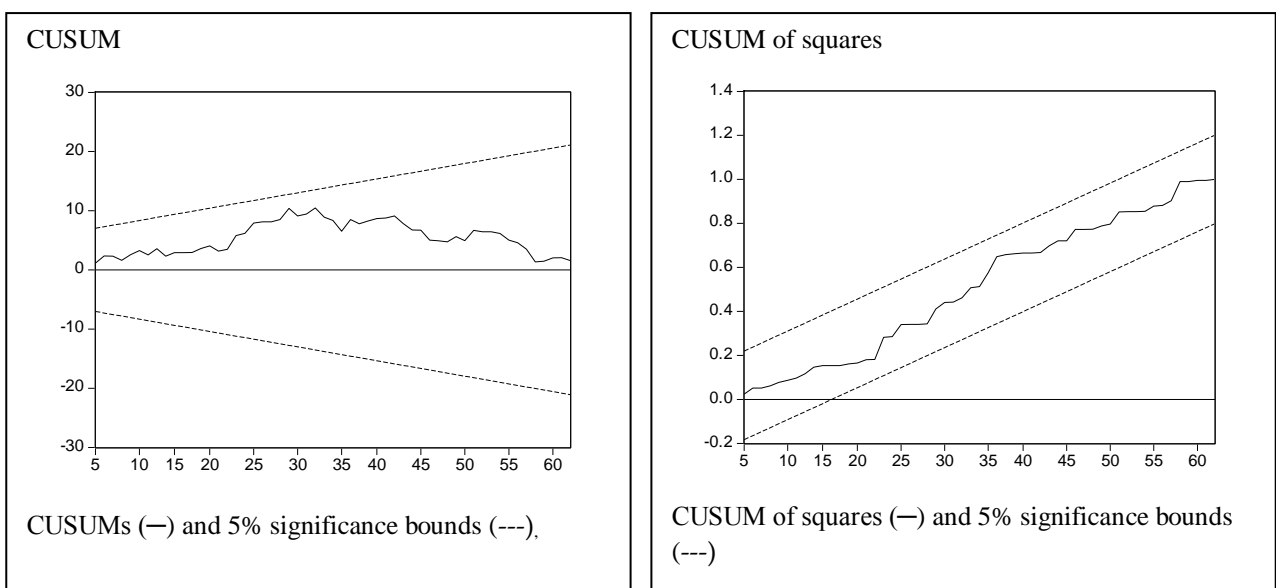 CUSUM
30
20
10
0
-10
-20
-30
5 10 15 20 25 30 35 40 45 50 55 60
CUSUMs (—) and 5% significance bounds (---),
CUSUM of squares
1.4
1.2
1.0
0.8
0.6
0.4
0.2
0.0
-0.2
5 10 15 20 25 30 35 40 45 50 55 60
CUSUM of squares (—) and 5% significance bounds
(---)